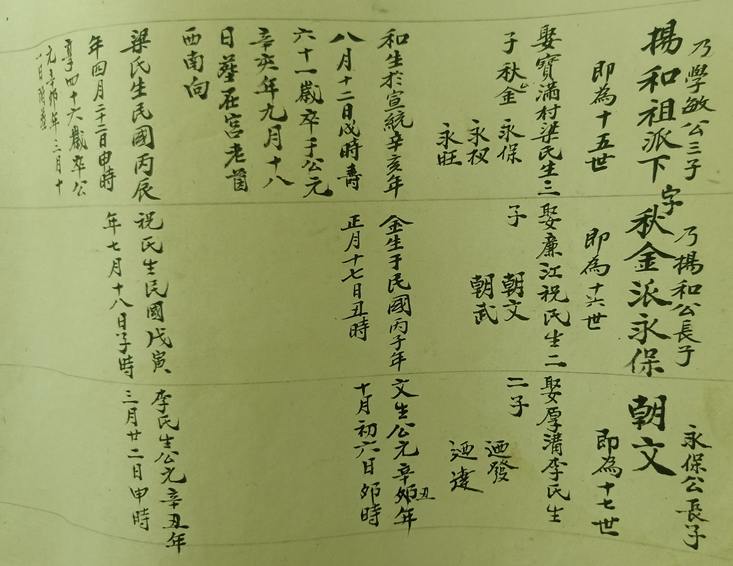 乃學敏公三子
楊和祖派下
即為十五世
娶寶滿村梁氏生三
子 秋金 永保
永权
永旺
和生於宣統辛亥年
八月十二日戌時壽
六十一歲卒于公元
辛亥年九月十八
日葬在宮老酋
西南向
梁氏生民國丙辰
年四月二十二日申時
享四十六歲卒公
元辛卯年三月十
一日附葬
乃楊和公長子
字
秋金派永保
即為十六世
娶廉江祝氏生二
子
朝文
朝武
金生于民國丙子年
正月十七日丑時
祝氏生民國戊寅
年七月十八日子時
永保公長子
朝文
即為十七世
娶厚溝李氏生
二子
迺發
迺達
文生公元辛卯丑年
十月初六日卯時
李氏生公元辛丑年
三月廿二日申時